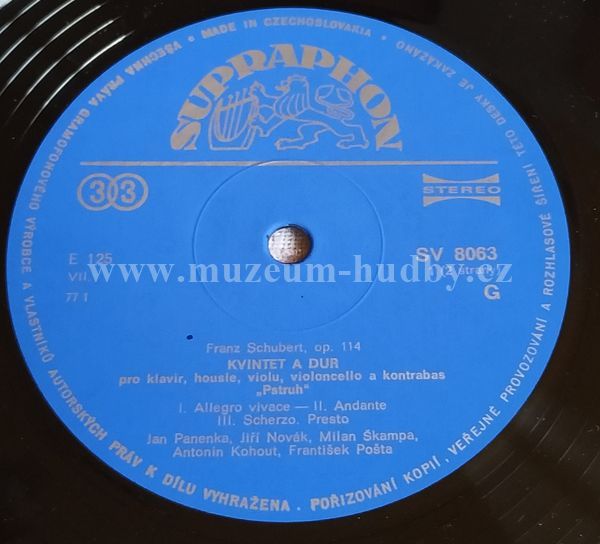 VŠECHNA PRÁVA GRAMOFONOVÉHO VÝROBCE A VLASTNÍKŮ AUTORSKÝCH PRÁV K DÍLU VYHRAŽENA . POŘIZOVÁNÍ KOPIÍ, VEŘEJNÉ PROVOZOVÁNÍ A ROZHLASOVÉ ŠÍŘENÍ TÉTO DESKY JE ZAKÁZÁNO
• MADE IN CZECHOSLOVAKIA •
SUPRAPHON
33
STEREO
E 125
SV 8063
www.muzeum-hudby.cz
VII.
77 1
G
Franz Schubert, op. 114
KVINTET A DUR
pro klavír, housle, violu, violoncello a kontrabas
„Pstruh"
I. Allegro vivace — II. Andante
III. Scherzo. Presto
Jan Panenka, Jiří Novák, Milan Škampa,
Antonín Kohout, František Pošta